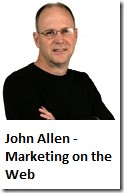 John Allen -
Marketing on the
Web